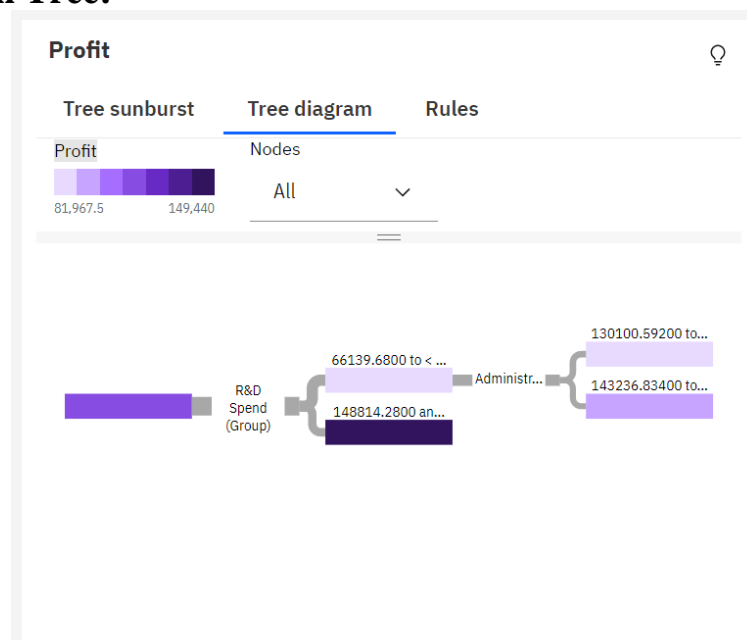 Profit
Tree sunburst
Tree diagram
Rules
Profit
Nodes
All
81,967.5
149,440
130100.59200 to...
66139.6800 to < ...
Administr...
143236.83400 to...
R&D
Spend
(Group)
148814.2800 an...